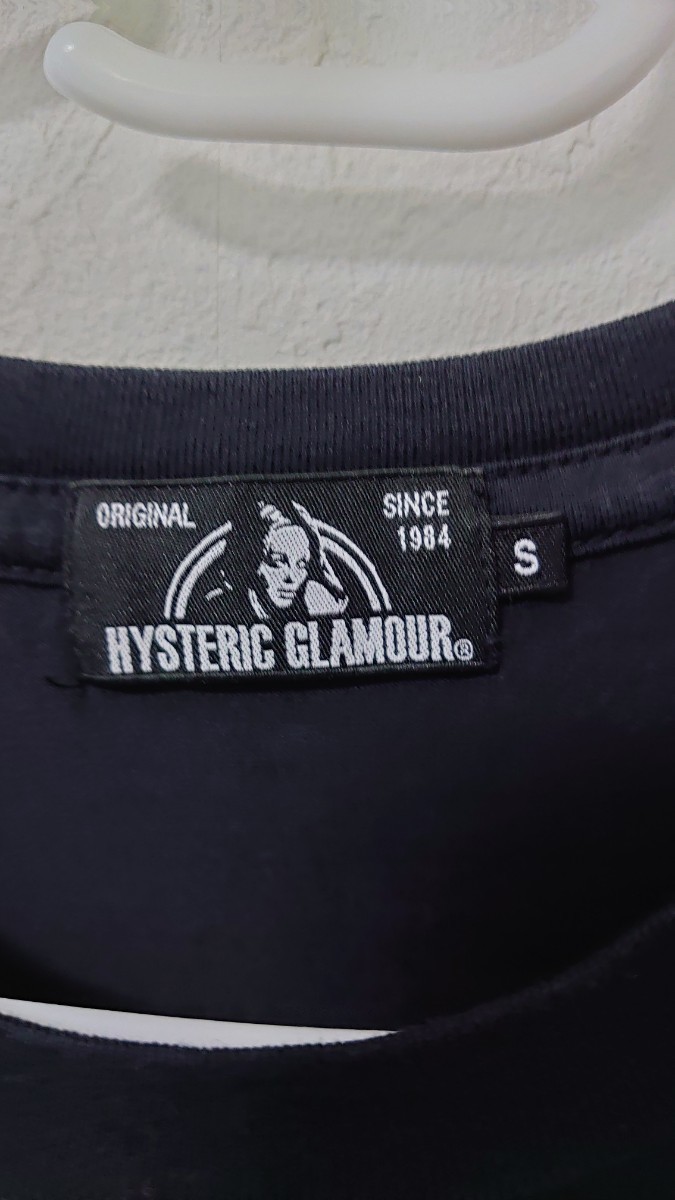 ORIGINAL
SINCE
1984
HYSTERIC GLAMOUR®
S